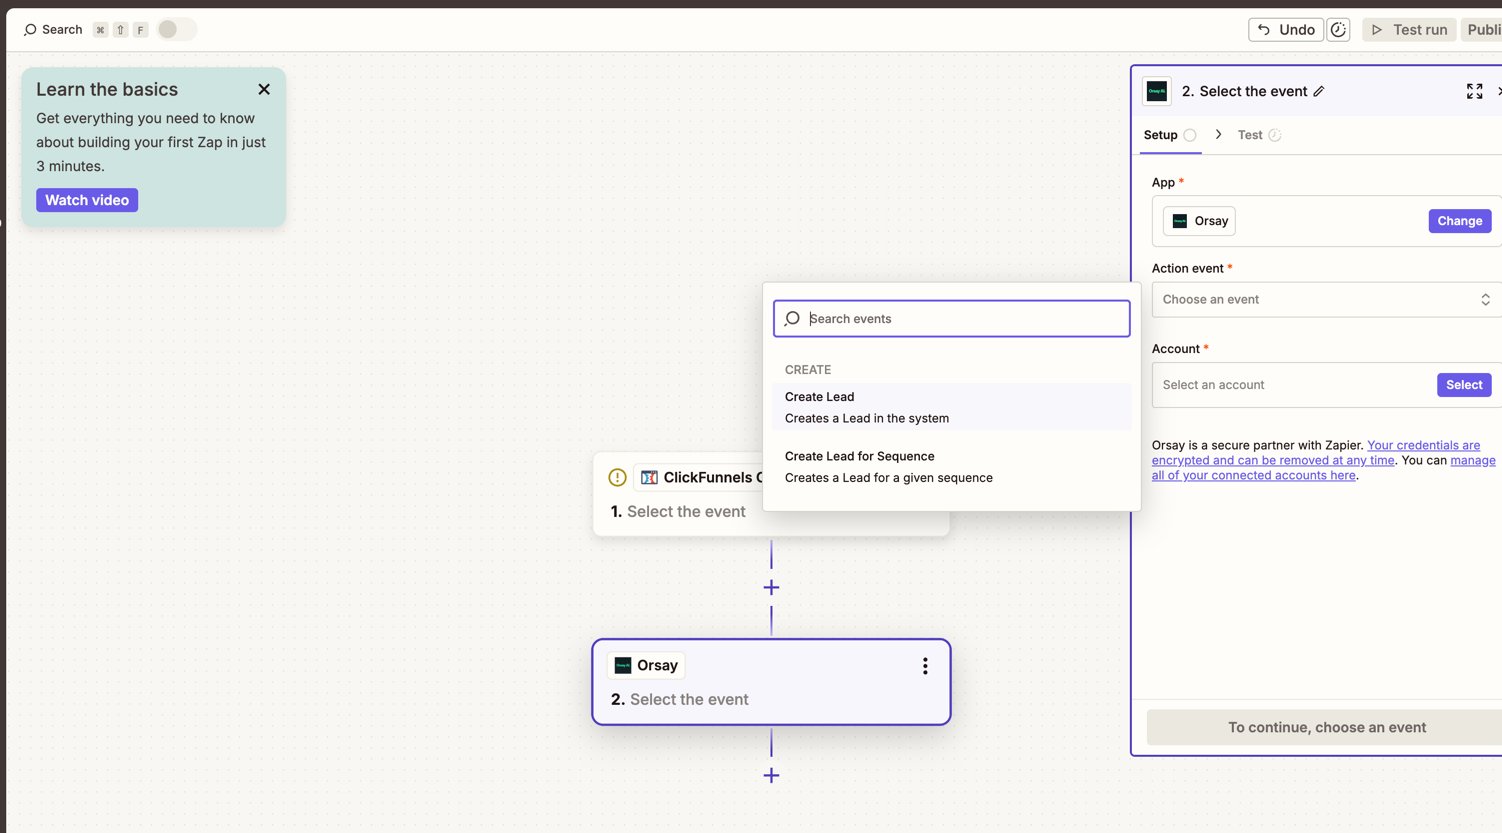 Search ⌘ ⇧ F
Undo
Test run
Publi
Learn the basics
Get everything you need to know
about building your first Zap in just
3 minutes.
Watch video
ClickFunnels C
1. Select the event
Orsay
2. Select the event
Search events
CREATE
Create Lead
Creates a Lead in the system
Create Lead for Sequence
Creates a Lead for a given sequence
2. Select the event
Setup
Test
App *
Orsay
Change
Action event *
Choose an event
Account *
Select an account
Select
Orsay is a secure partner with Zapier. Your credentials are
encrypted and can be removed at any time. You can manage
all of your connected accounts here.
To continue, choose an event